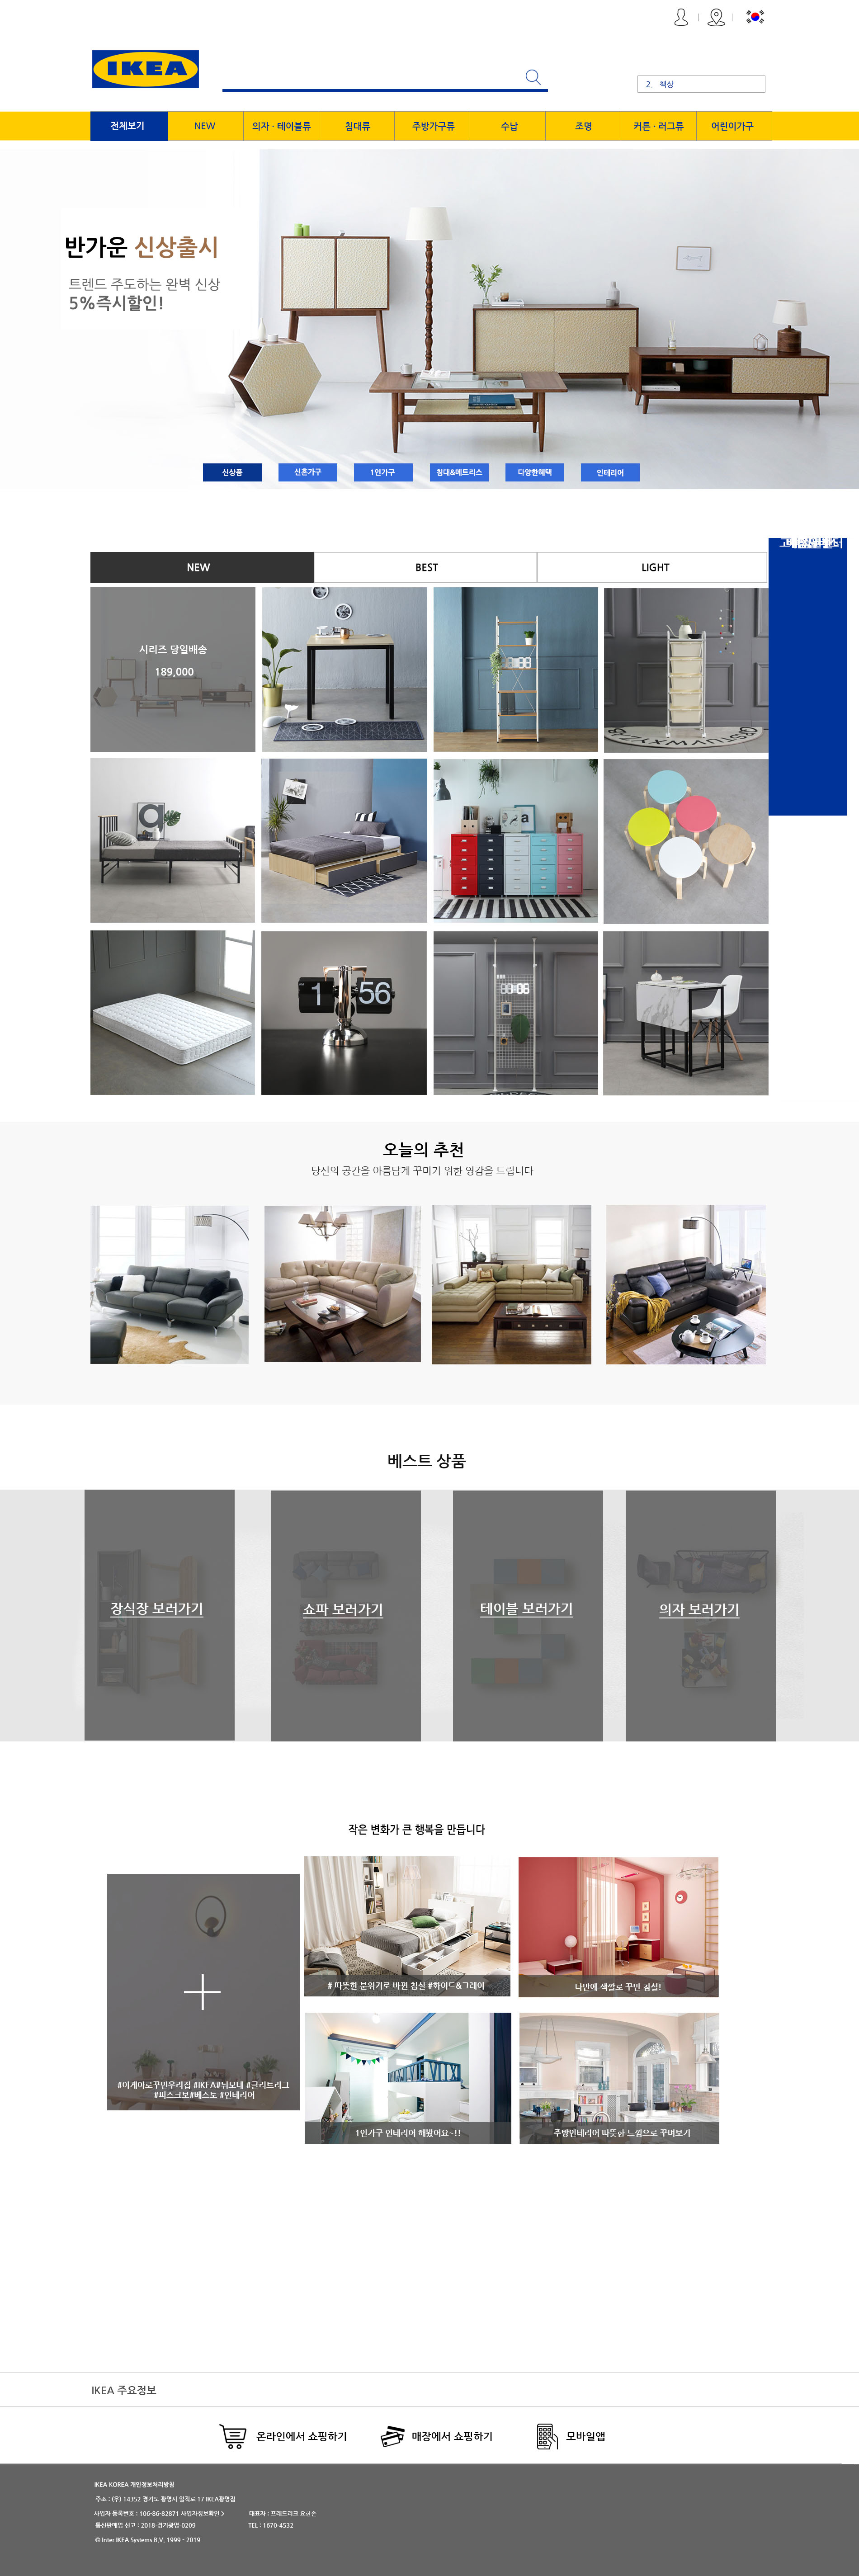 IKEA
2. 책상
전체보기 NEW 의자 · 테이블류 침대류 주방가구류 수납 조명 커튼 · 러그류 어린이가구
반가운 신상출시
트렌드 주도하는 완벽 신상
5%즉시할인!
신상품 신혼가구 1인가구 침대&매트리스 다양한혜택 인테리어
NEW BEST LIGHT
시리즈 당일배송
189,000
오늘의 추천
당신의 공간을 아름답게 꾸미기 위한 영감을 드립니다
베스트 상품
장식장 보러가기 쇼파 보러가기 테이블 보러가기 의자 보러가기
작은 변화가 큰 행복을 만듭니다
# 따뜻한 분위기로 바뀐 침실 #화이트&그레이
나만에 색깔로 꾸민 침실!
#이케아로꾸민우리집 #IKEA#뉘모네 #글리트리그
#피스크보#베스토 #인테리어
1인가구 인테리어 해봤어요~!!
주방인테리어 따뜻한 느낌으로 꾸며보기
IKEA 주요정보
온라인에서 쇼핑하기 매장에서 쇼핑하기 모바일앱
IKEA KOREA 개인정보처리방침
주소 : (우) 14352 경기도 광명시 일직로 17 IKEA광명점
사업자 등록번호 : 106-86-82871 사업자정보확인 > 대표자 : 프레드리크 요한손
통신판매업 신고 : 2018-경기광명-0209 TEL : 1670-4532
© Inter IKEA Systems B.V, 1999 - 2019